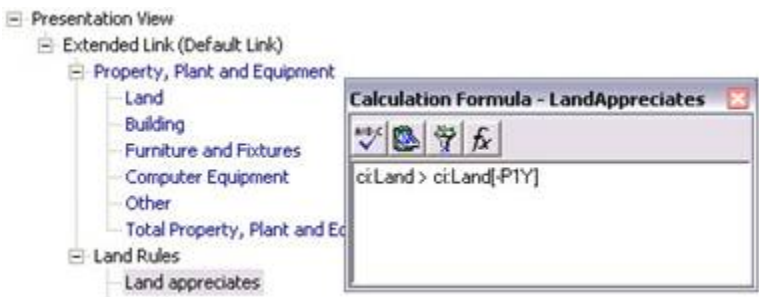 Presentation View
Extended Link (Default Link)
Property, Plant and Equipment
Land
Building
Furniture and Fixtures
Computer Equipment
Other
Total Property, Plant and
Land Rules
Land appreciates
Calculation Formula - LandAppreciates
ci:Land > ci:Land[-P1Y]